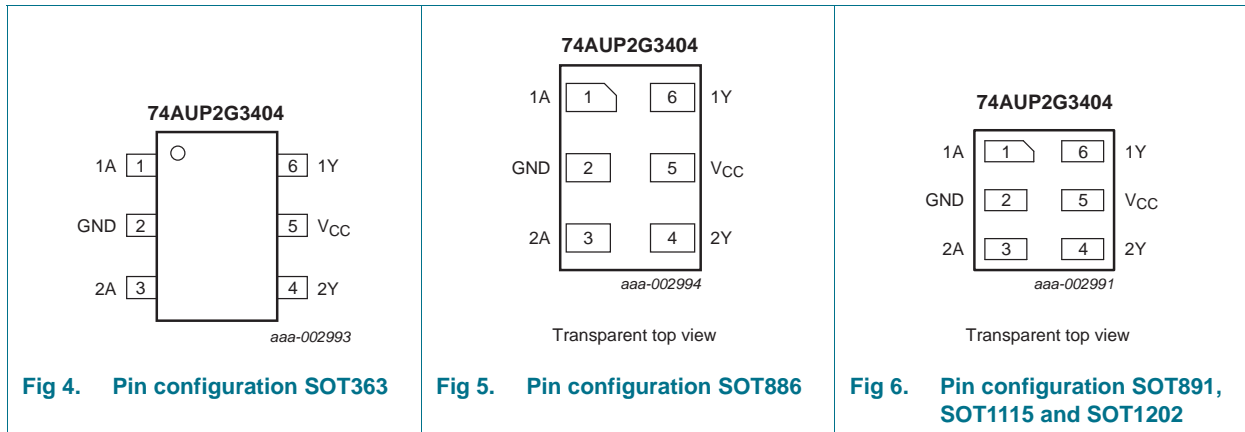 74AUP2G3404
1A 1 6 1Y
GND 2 5 VCC
2A 3 4 2Y
aaa-002993
Fig 4. Pin configuration SOT363
74AUP2G3404
1A 1 6 1Y
GND 2 5 VCC
2A 3 4 2Y
aaa-002994
Transparent top view
Fig 5. Pin configuration SOT886
74AUP2G3404
1A 1 6 1Y
GND 2 5 VCC
2A 3 4 2Y
aaa-002991
Transparent top view
Fig 6. Pin configuration SOT891,
SOT1115 and SOT1202